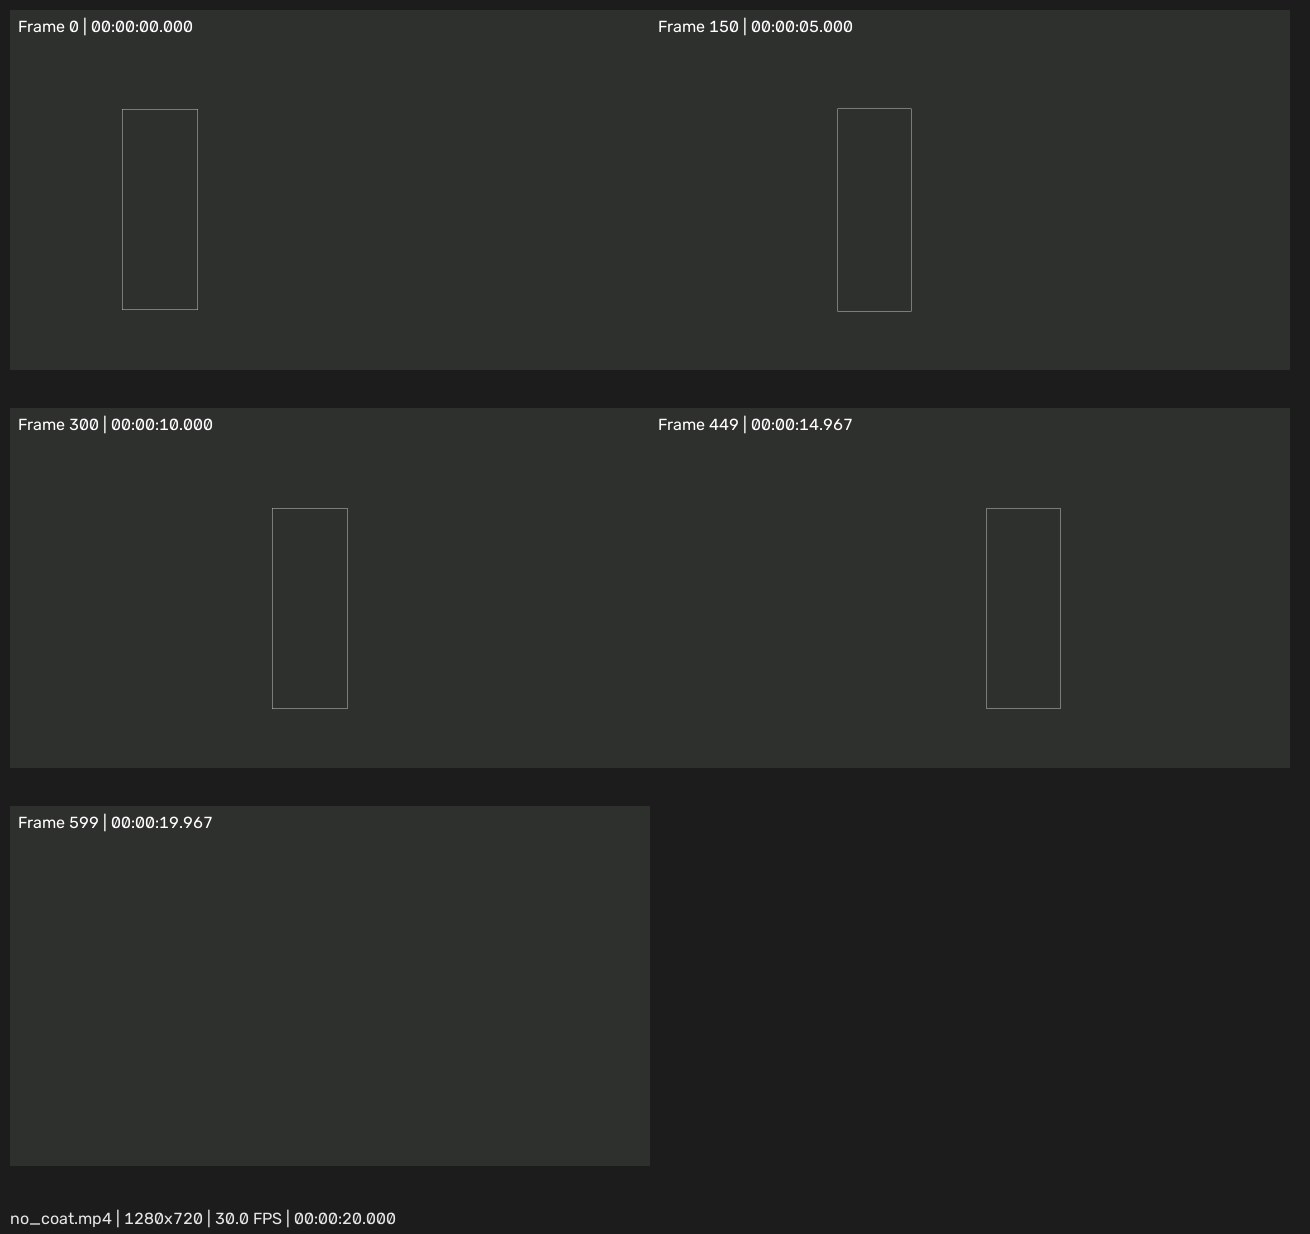 Frame 0 | 00:00:00.000
Frame 150 | 00:00:05.000
Frame 300 | 00:00:10.000
Frame 449 | 00:00:14.967
Frame 599 | 00:00:19.967
no_coat.mp4 | 1280x720 | 30.0 FPS | 00:00:20.000